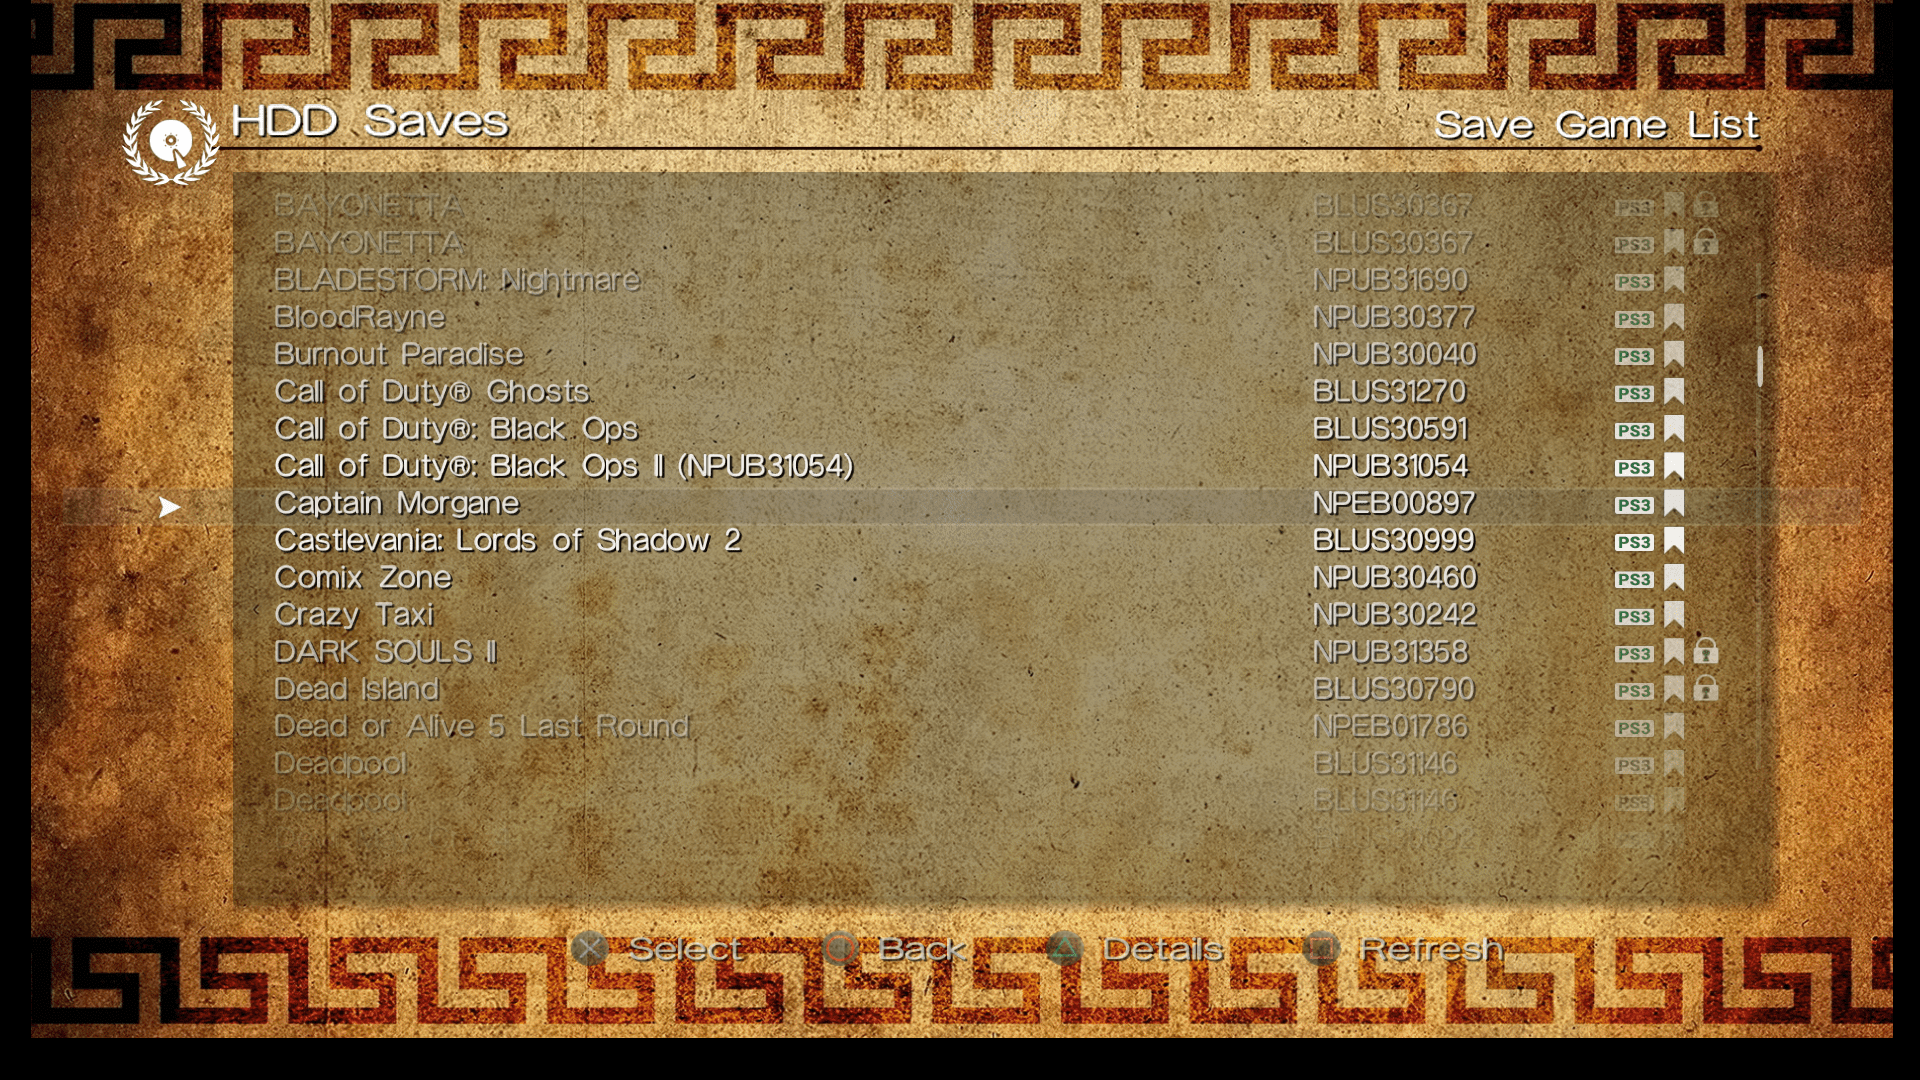 HDD Saves
Save Game List
BAYONETTA BLUS30367 PS3
BAYONETTA BLUS30367 PS3
BLADESTORM: Nightmare NPUB31690 PS3
BloodRayne NPUB30377 PS3
Burnout Paradise NPUB30040 PS3
Call of Duty® Ghosts BLUS31270 PS3
Call of Duty®: Black Ops BLUS30591 PS3
Call of Duty®: Black Ops II (NPUB31054) NPUB31054 PS3
Captain Morgane NPEB00897 PS3
Castlevania: Lords of Shadow 2 BLUS30999 PS3
Comix Zone NPUB30460 PS3
Crazy Taxi NPUB30242 PS3
DARK SOULS II NPUB31358 PS3
Dead Island BLUS30790 PS3
Dead or Alive 5 Last Round NPEB01786 PS3
Deadpool BLUS31146 PS3
Deadpool BLUS31146 PS3
Select Back Details Refresh